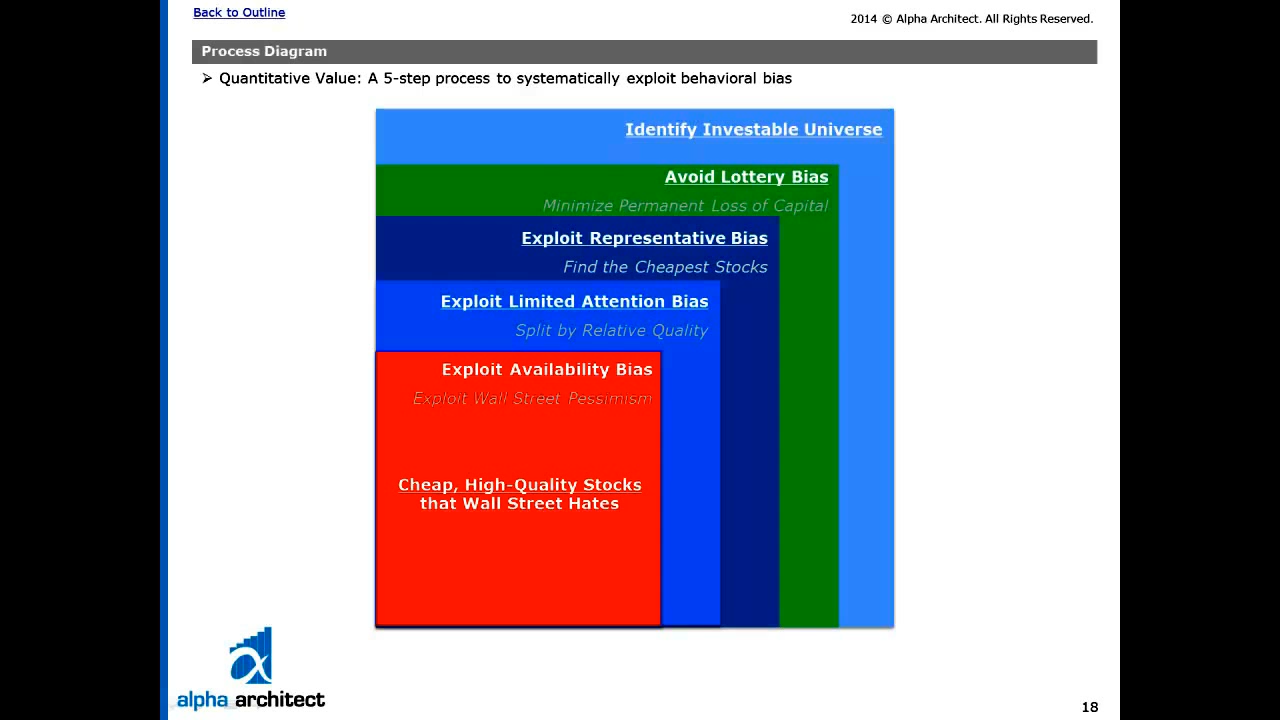 Back to Outline
2014 © Alpha Architect. All Rights Reserved.
Process Diagram
Quantitative Value: A 5-step process to systematically exploit behavioral bias
Identify Investable Universe
Avoid Lottery Bias
Minimize Permanent Loss of Capital
Exploit Representative Bias
Find the Cheapest Stocks
Exploit Limited Attention Bias
Split by Relative Quality
Exploit Availability Bias
Exploit Wall Street Pessimism
Cheap, High-Quality Stocks
that Wall Street Hates
alpha architect
18